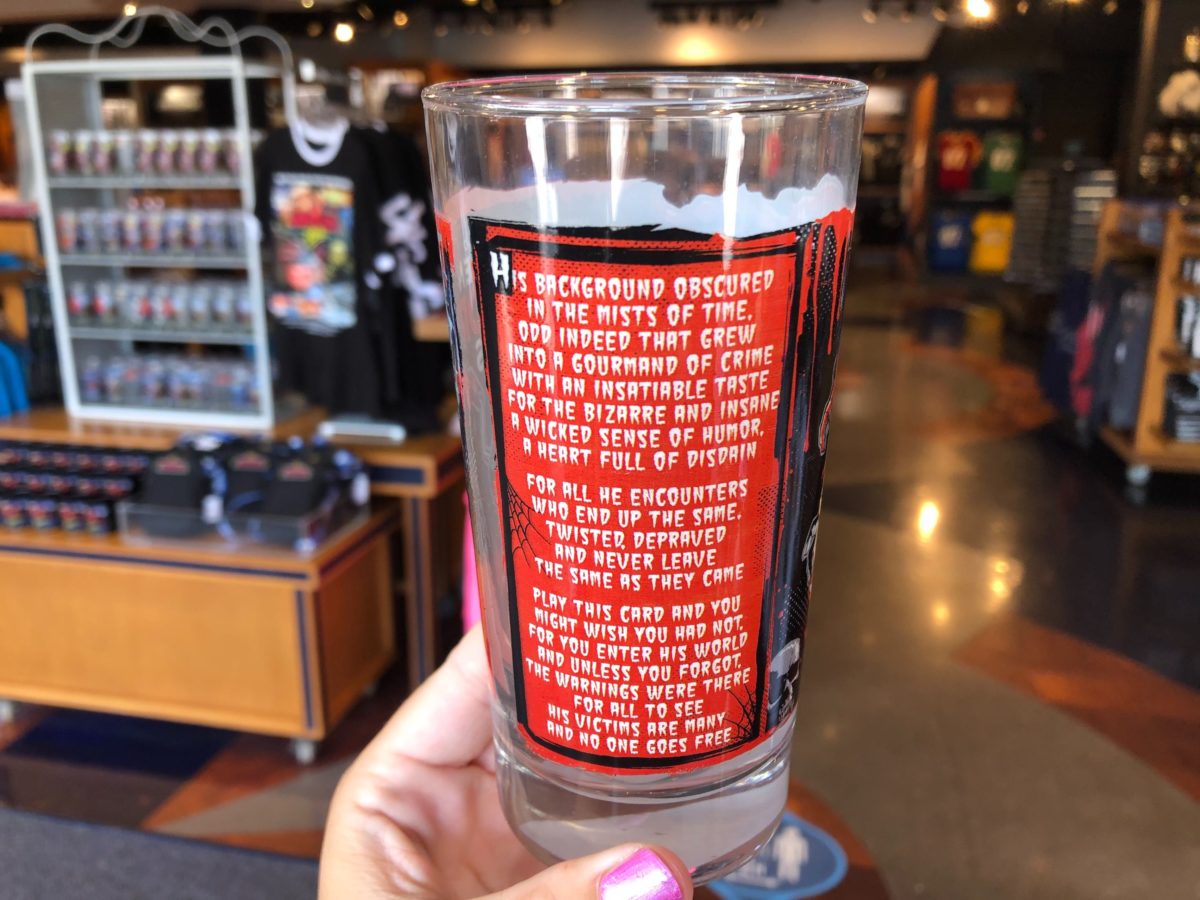 HIS BACKGROUND OBSCURED
IN THE MISTS OF TIME,
ODD INDEED THAT GREW
INTO A GOURMAND OF CRIME
WITH AN INSATIABLE TASTE
FOR THE BIZARRE AND INSANE
A WICKED SENSE OF HUMOR,
A HEART FULL OF DISDAIN
FOR ALL HE ENCOUNTERS
WHO END UP THE SAME,
TWISTED, DEPRAVED
AND NEVER LEAVE
THE SAME AS THEY CAME
PLAY THIS CARD AND YOU
MIGHT WISH YOU HAD NOT,
FOR YOU ENTER HIS WORLD
AND UNLESS YOU FORGOT,
THE WARNINGS WERE THERE
FOR ALL TO SEE
HIS VICTIMS ARE MANY
AND NO ONE GOES FREE